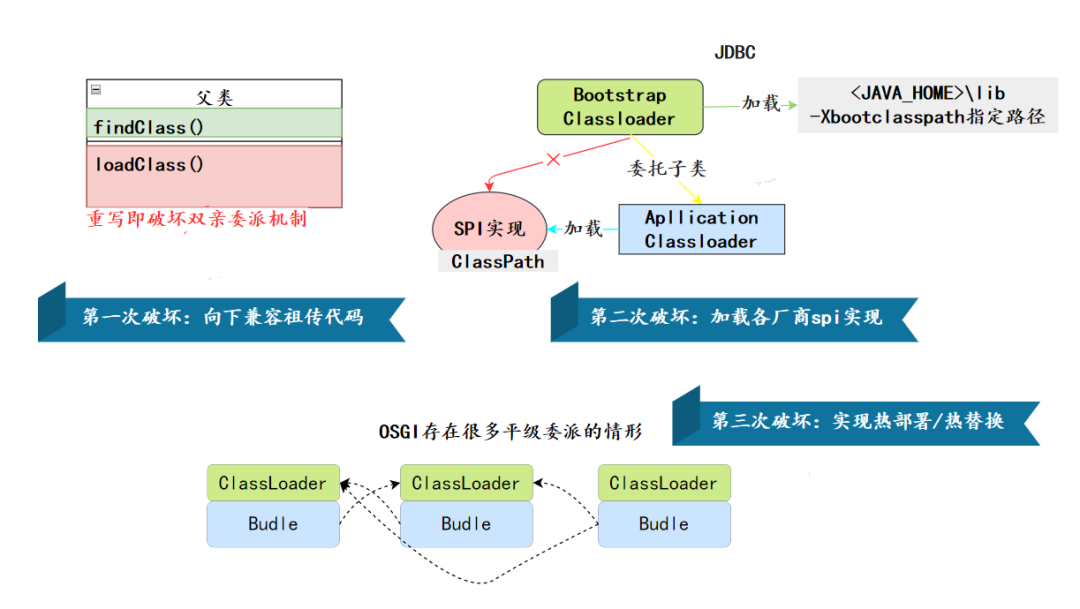 父类
findClass()
loadClass()
重写即破坏双亲委派机制
第一次破坏：向下兼容祖传代码
JDBC
Bootstrap
Classloader
加载
<JAVA_HOME>\lib
-Xbootclasspath指定路径
委托子类
SPI实现
ClassPath
加载
Apllication
Classloader
第二次破坏：加载各厂商spi实现
第三次破坏：实现热部署/热替换
OSGI存在很多平级委派的情形
ClassLoader
Budle
ClassLoader
Budle
ClassLoader
Budle